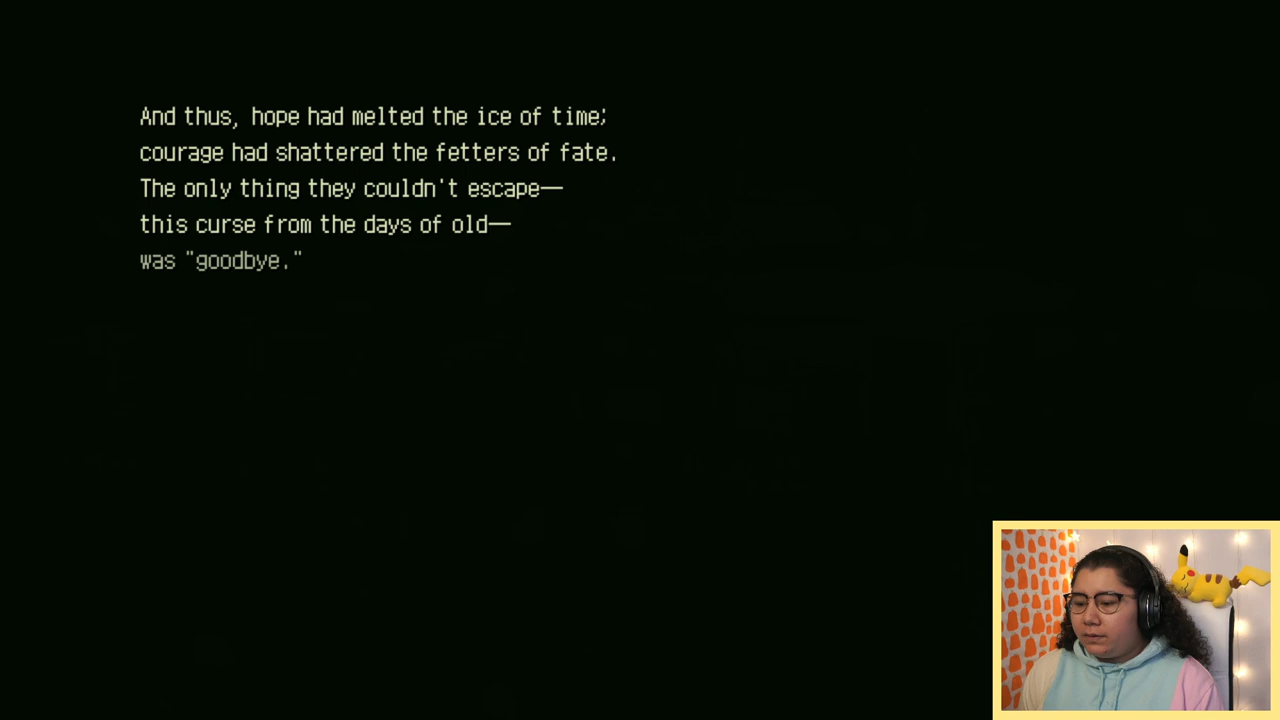 And thus, hope had melted the ice of time;
courage had shattered the fetters of fate.
The only thing they couldn't escape—
this curse from the days of old—
was "goodbye."